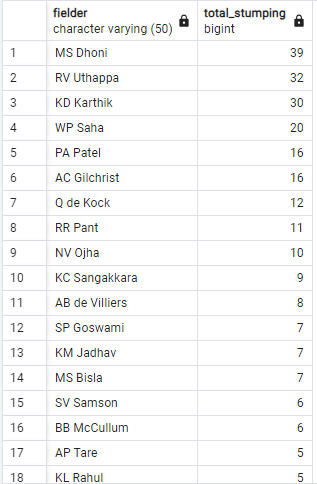 fielder total_stumping
character varying (50) bigint
1 MS Dhoni 39
2 RV Uthappa 32
3 KD Karthik 30
4 WP Saha 20
5 PA Patel 16
6 AC Gilchrist 16
7 Q de Kock 12
8 RR Pant 11
9 NV Ojha 10
10 KC Sangakkara 9
11 AB de Villiers 8
12 SP Goswami 7
13 KM Jadhav 7
14 MS Bisla 7
15 SV Samson 6
16 BB McCullum 6
17 AP Tare 5
18 KL Rahul 5